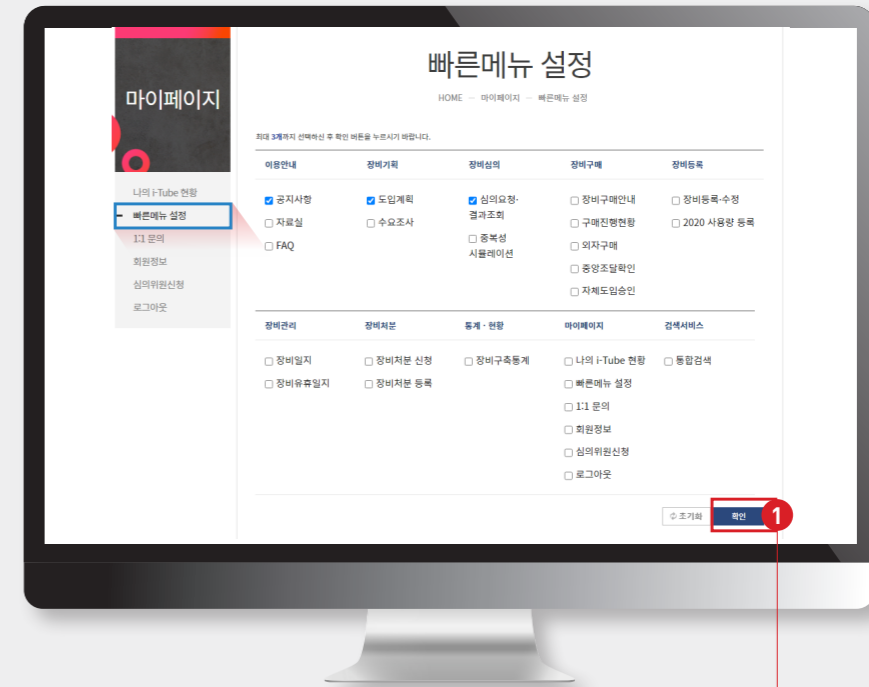 마이페이지
나의 i-Tube 현황
빠른메뉴 설정
1:1 문의
회원정보
심의위원신청
로그아웃
빠른메뉴 설정
HOME — 마이페이지 — 빠른메뉴 설정
최대 3개까지 선택하신 후 확인 버튼을 누르시기 바랍니다.
이용안내 장비기획 장비심의 장비구매 장비등록
공지사항
자료실
FAQ
도입계획
수요조사
심의요청·
결과조회
중복성
시뮬레이션
장비구매안내
구매진행현황
외자구매
중앙조달확인
자체도입승인
장비등록·수정
2020 사용량 등록
장비관리 장비처분 통계 · 현황 마이페이지 검색서비스
장비일지
장비유휴일지
장비처분 신청
장비처분 등록
장비구축통계
나의 i-Tube 현황
빠른메뉴 설정
1:1 문의
회원정보
심의위원신청
로그아웃
통합검색
초기화 확인 1